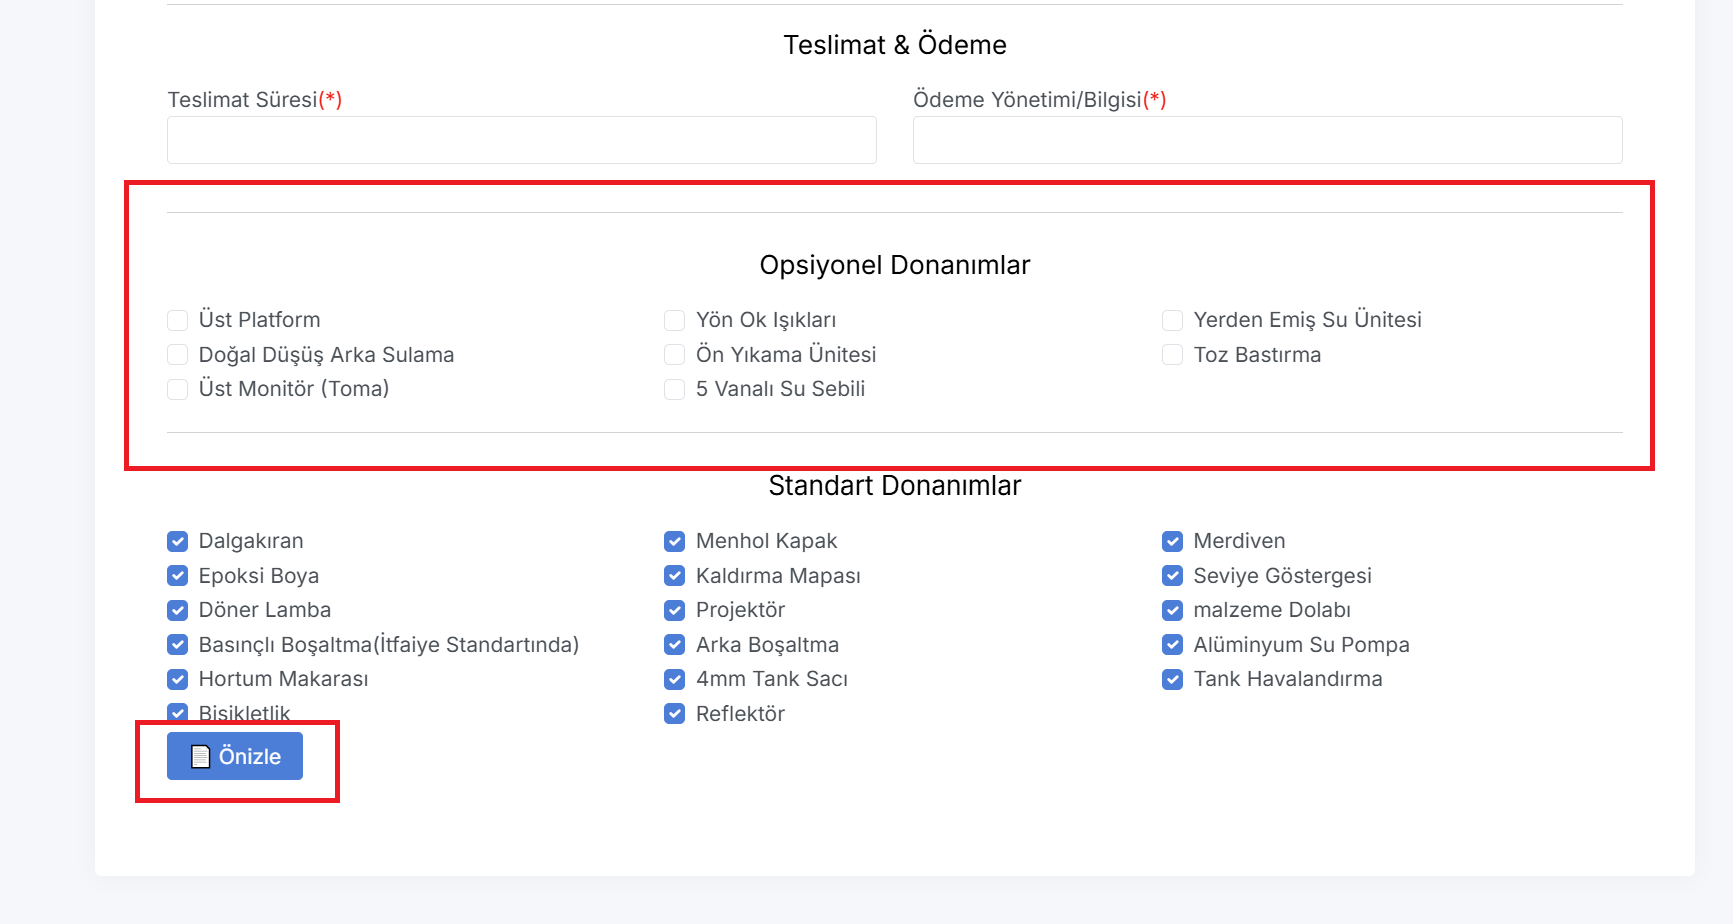 Teslimat & Ödeme
Teslimat Süresi(*) Ödeme Yönetimi/Bilgisi(*)
Opsiyonel Donanımlar
Üst Platform Yön Ok Işıkları Yerden Emiş Su Ünitesi
Doğal Düşüş Arka Sulama Ön Yıkama Ünitesi Toz Bastırma
Üst Monitör (Toma) 5 Vanalı Su Sebili
Standart Donanımlar
Dalgakıran Menhol Kapak Merdiven
Epoksi Boya Kaldırma Mapası Seviye Göstergesi
Döner Lamba Projektör malzeme Dolabı
Basınçlı Boşaltma(İtfaiye Standartında) Arka Boşaltma Alüminyum Su Pompa
Hortum Makarası 4mm Tank Sacı Tank Havalandırma
Bisikletlik Reflektör
Önizle